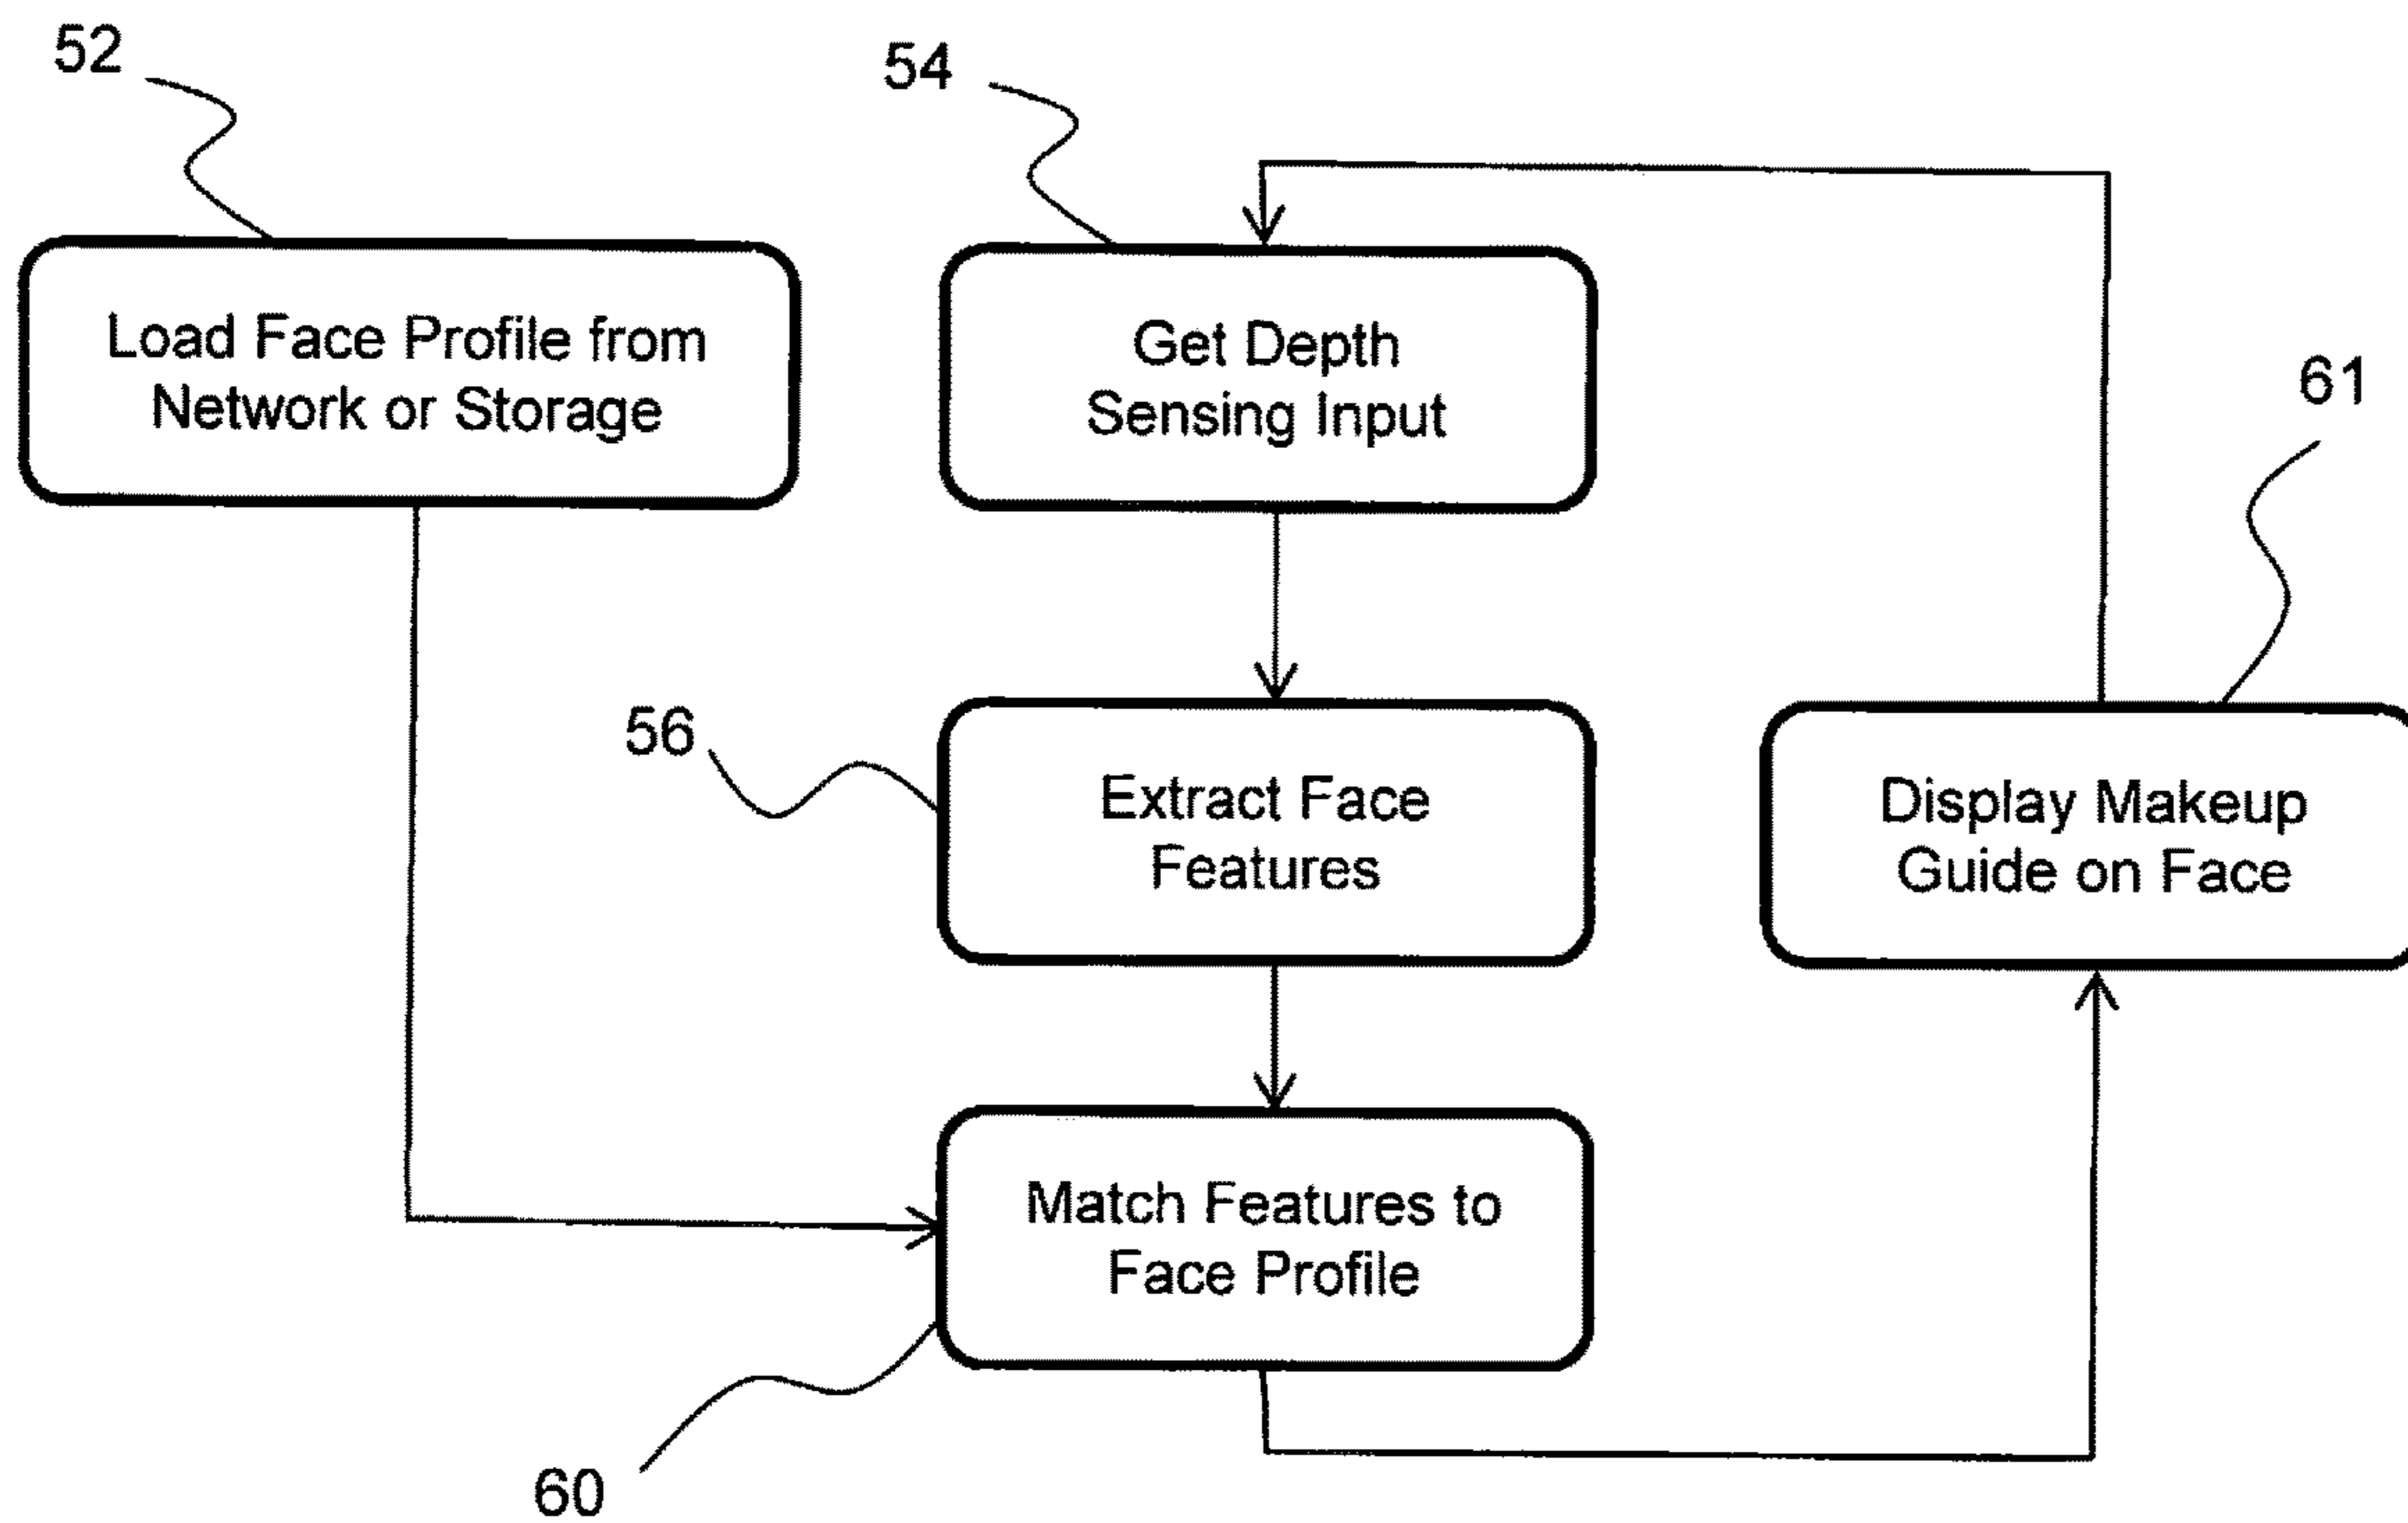 52
54
Load Face Profile from
Network or Storage
Get Depth
Sensing Input
61
56
Extract Face
Features
Display Makeup
Guide on Face
Match Features to
Face Profile
60